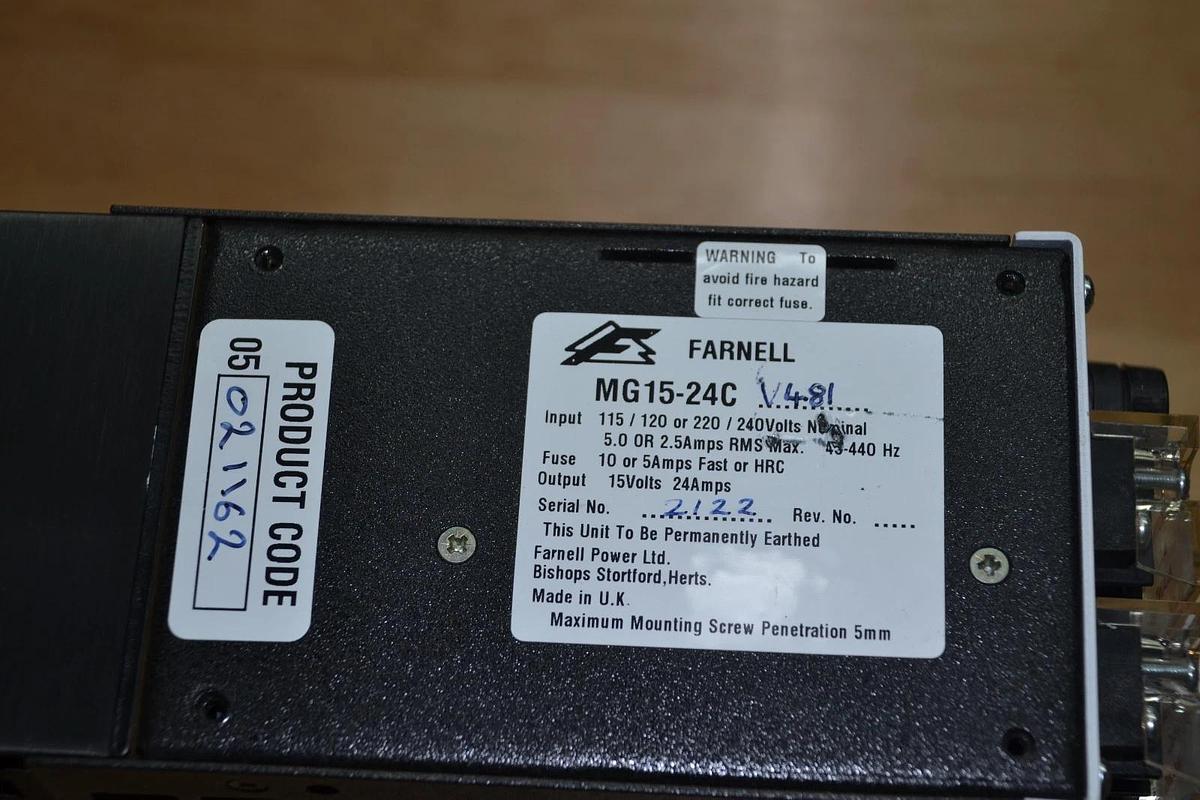 WARNING To
avoid fire hazard
fit correct fuse.
FARNELL
MG15-24C V481
Input 115 / 120 or 220 / 240Volts Nominal
5.0 OR 2.5Amps RMS Max. 45-440 Hz
Fuse 10 or 5Amps Fast or HRC
Output 15Volts 24Amps
Serial No. 2122 Rev. No. .....
This Unit To Be Permanently Earthed
Farnell Power Ltd.
Bishops Stortford,Herts.
Made in U.K.
Maximum Mounting Screw Penetration 5mm
PRODUCT CODE
05 021162